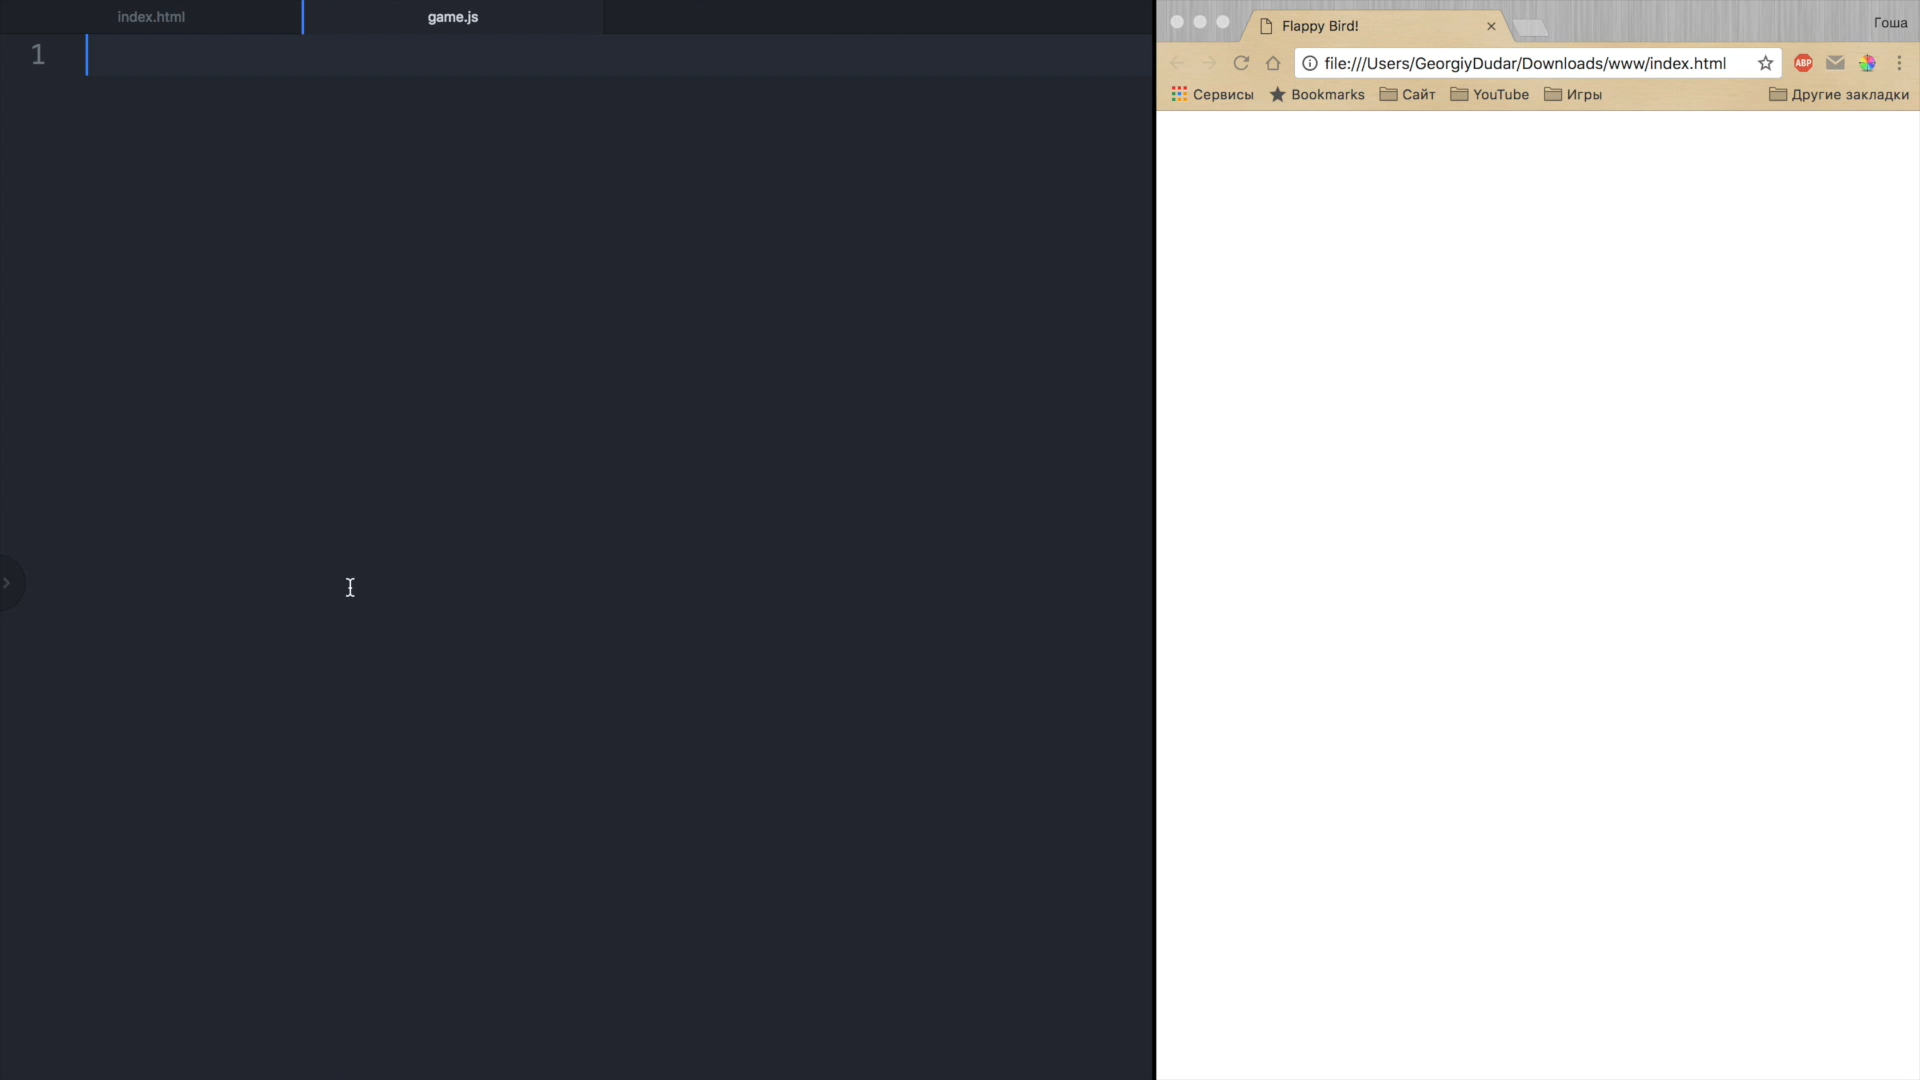 index.html
game.js
1
Flappy Bird!
Гоша
file:///Users/GeorgiyDudar/Downloads/www/index.html
ABP
Сервисы Bookmarks Сайт YouTube Игры Другие закладки